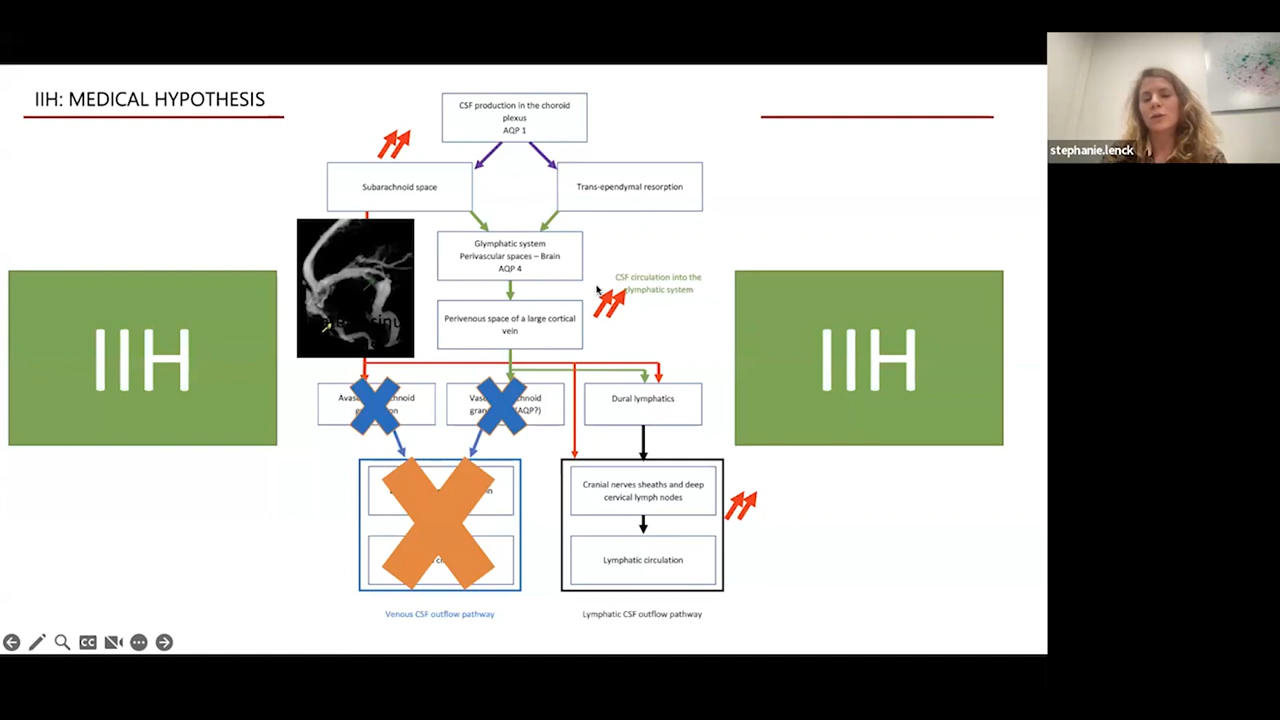 IIH: MEDICAL HYPOTHESIS
stephanie.lenck
CSF production in the choroid
plexus
AQP 1
Subarachnoid space
Trans-ependymal resorption
Glymphatic system
Perivascular spaces – Brain
AQP 4
CSF circulation into the
glymphatic system
Perivenous space of a large cortical
vein
IIH
IIH
(AQP?)
Dural lymphatics
Cranial nerves sheaths and deep
cervical lymph nodes
Lymphatic circulation
Venous CSF outflow pathway
Lymphatic CSF outflow pathway
CC